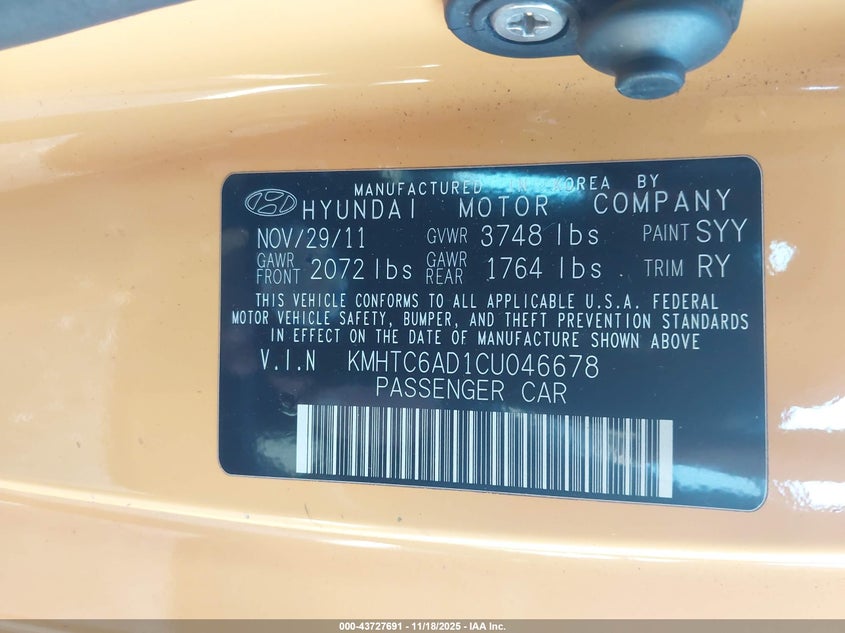 MANUFACTURED IN KOREA BY
HYUNDAI MOTOR COMPANY
NOV/29/11 GVWR 3748 lbs PAINT SYY
GAWR FRONT 2072 lbs GAWR REAR 1764 lbs TRIM RY
THIS VEHICLE CONFORMS TO ALL APPLICABLE U.S.A. FEDERAL
MOTOR VEHICLE SAFETY, BUMPER, AND THEFT PREVENTION STANDARDS
IN EFFECT ON THE DATE OF MANUFACTURE SHOWN ABOVE
V.I.N KMHTC6AD1CU046678
PASSENGER CAR
000-43727691 - 11/18/2025 - IAA Inc.